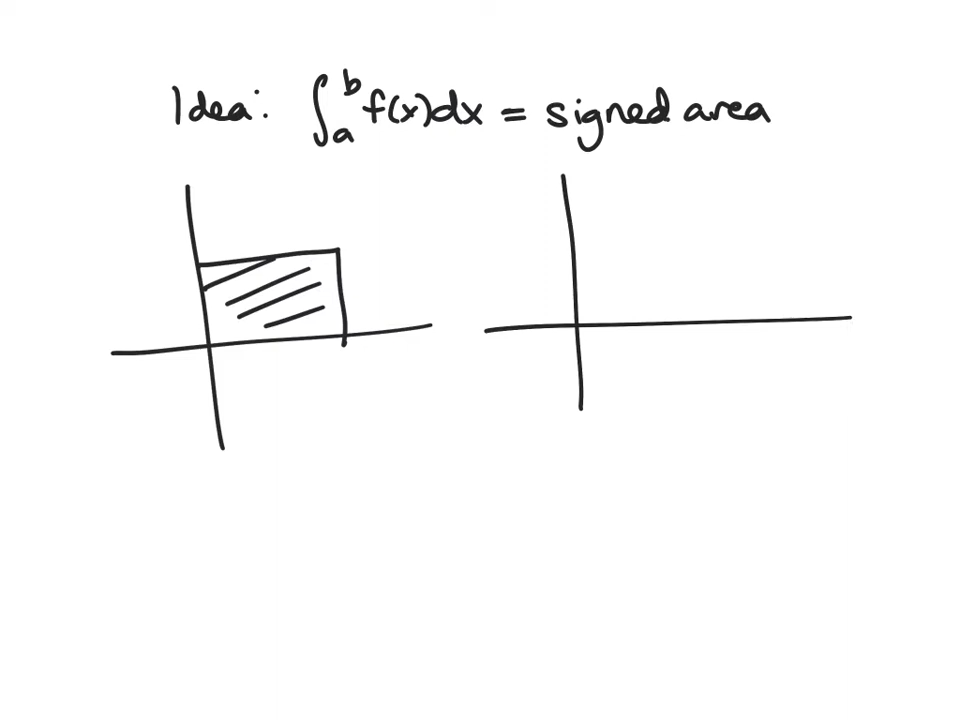 Idea: ∫_a^b f(x)dx = signed area